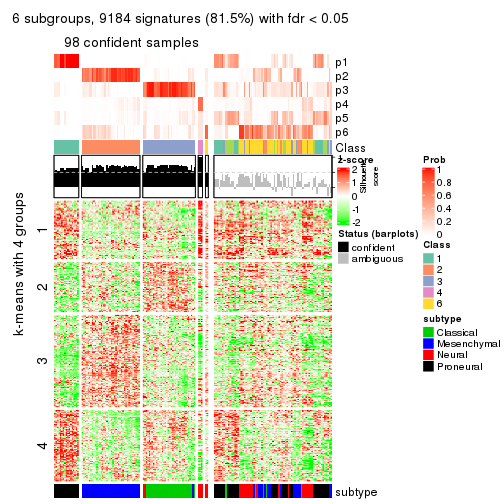 6 subgroups, 9184 signatures (81.5%) with fdr < 0.05
98 confident samples
p1
p2
p3
p4
p5
p6
Class
Silhouette
score
k-means with 4 groups
1
2
3
4
subtype
z-score
2
1
0
-1
-2
Status (barplots)
confident
ambiguous
Prob
1
0.8
0.6
0.4
0.2
0
Class
1
2
3
4
6
subtype
Classical
Mesenchymal
Neural
Proneural